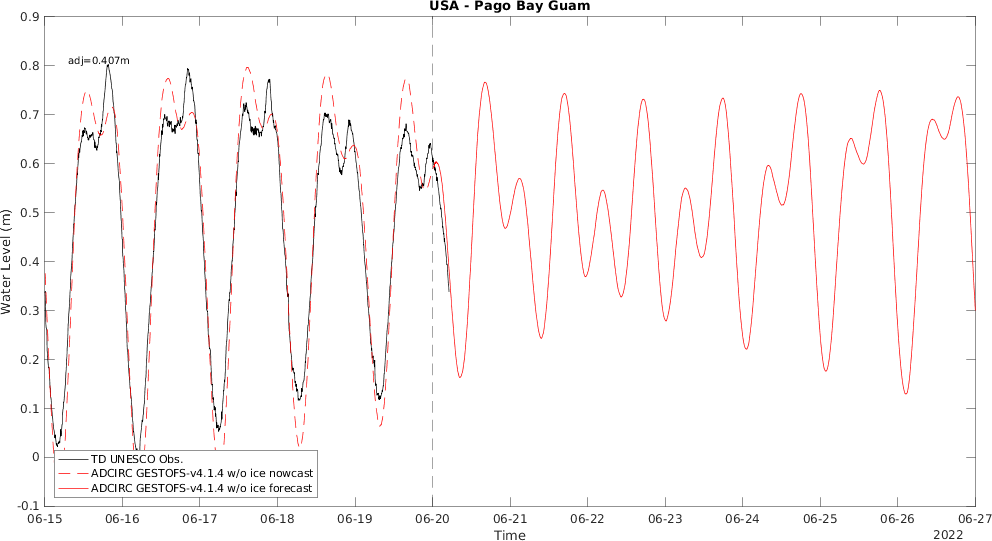 USA - Pago Bay Guam
adj=0.407m
0.9
0.8
0.7
0.6
0.5
0.4
0.3
0.2
0.1
0
-0.1
Water Level (m)
TD UNESCO Obs.
ADCIRC GESTOFS-v4.1.4 w/o ice nowcast
ADCIRC GESTOFS-v4.1.4 w/o ice forecast
06-15 06-16 06-17 06-18 06-19 06-20 06-21 06-22 06-23 06-24 06-25 06-26 06-27
Time
2022